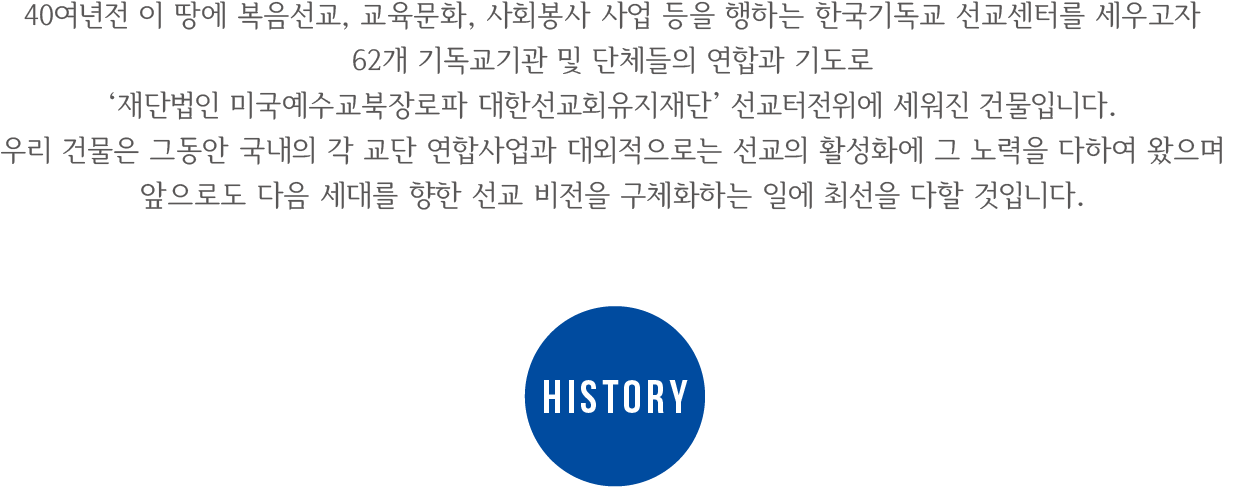 40여년전 이 땅에 복음선교, 교육문화, 사회봉사 사업 등을 행하는 한국기독교 선교센터를 세우고자
62개 기독교기관 및 단체들의 연합과 기도로
‘재단법인 미국예수교북장로파 대한선교회유지재단’ 선교터전위에 세워진 건물입니다.
우리 건물은 그동안 국내의 각 교단 연합사업과 대외적으로는 선교의 활성화에 그 노력을 다하여 왔으며
앞으로도 다음 세대를 향한 선교 비전을 구체화하는 일에 최선을 다할 것입니다.
HISTORY